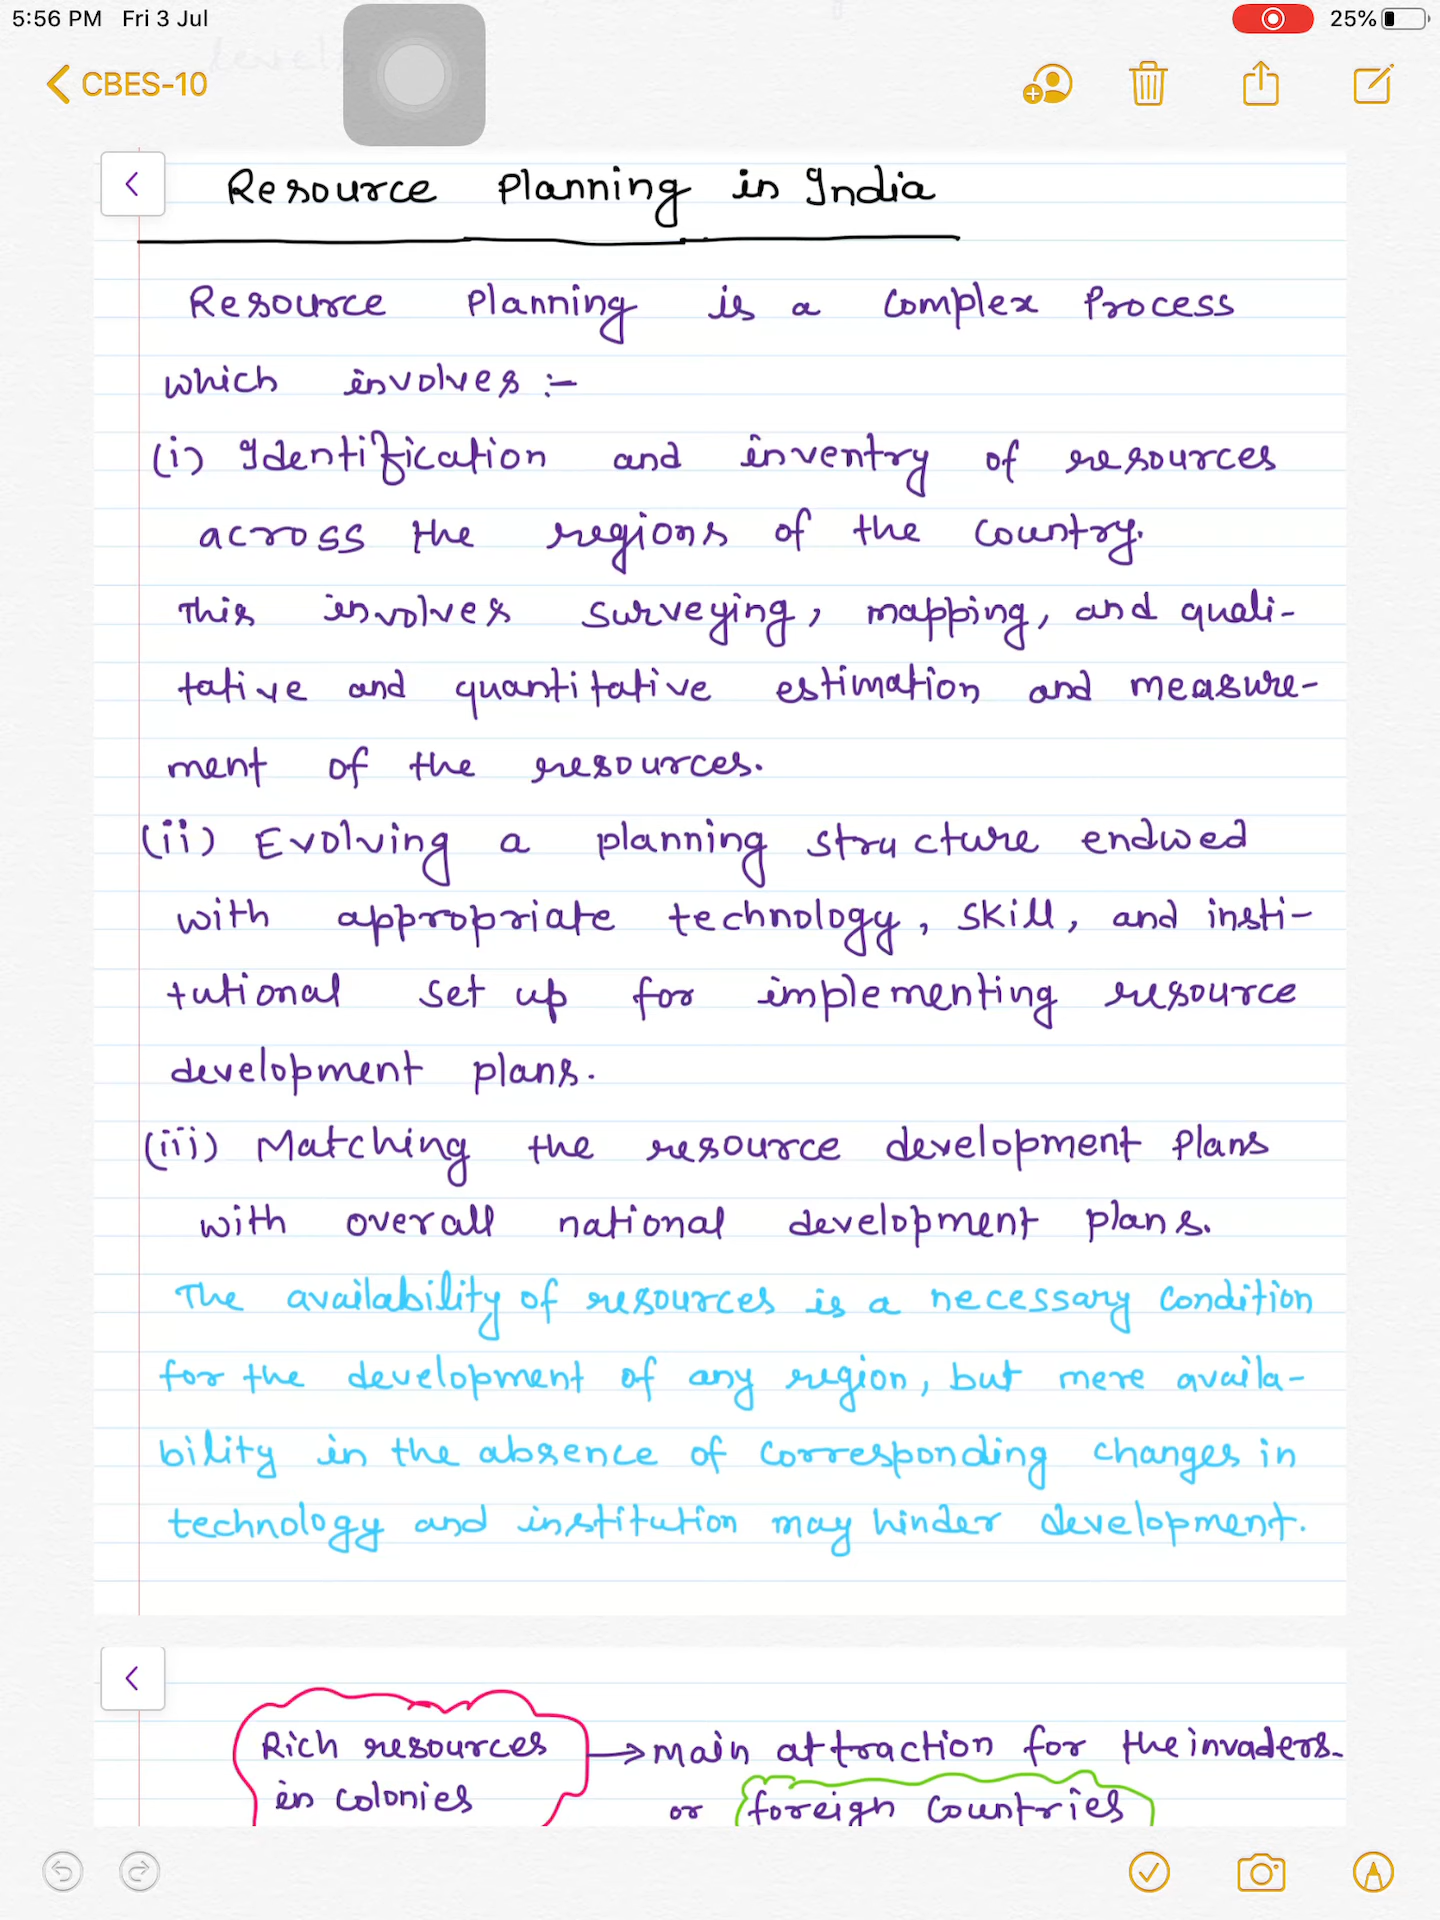 5:56 PM Fri 3 Jul
25%
CBES-10
Resource Planning in India
Resource Planning is a Complex Process
which involves :-
(i) Identification and inventry of resources
across the regions of the country.
This involves surveying, mapping, and quali-
tative and quantitative estimation and measure-
ment of the resources.
(ii) Evolving a planning structure endwed
with appropriate technology, skill, and insti-
tutional set up for implementing resource
development plans.
(iii) Matching the resource development Plans
with overall national development plans.
The availability of resources is a necessary condition
for the development of any region, but mere availa-
bility in the absence of corresponding changes in
technology and institution may hinder development.
Rich resources → main attraction for the invaders.
in colonies or foreign countries